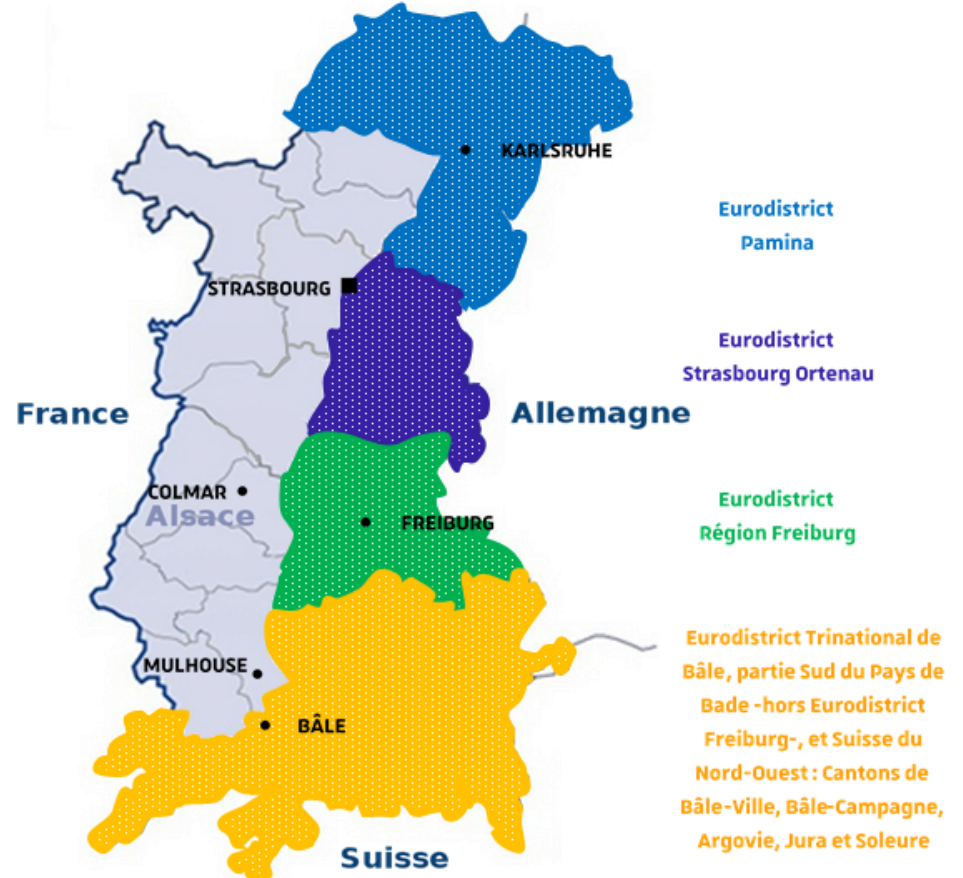 KARLSRUHE
Eurodistrict
Pamina
STRASBOURG
Eurodistrict
Strasbourg Ortenau
France
Allemagne
COLMAR
Alsace
FREIBURG
Eurodistrict
Région Freiburg
MULHOUSE
BÂLE
Eurodistrict Trinational de
Bâle, partie Sud du Pays de
Bade -hors Eurodistrict
Freiburg-, et Suisse du
Nord-Ouest : Cantons de
Bâle-Ville, Bâle-Campagne,
Argovie, Jura et Soleure
Suisse